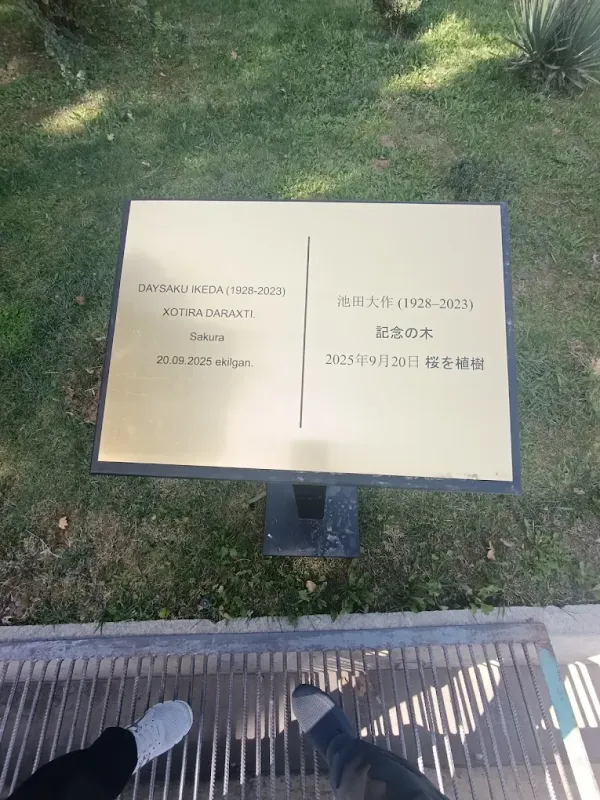 DAYSAKU IKEDA (1928-2023)
XOTIRA DARAXTI.
Sakura
20.09.2025 ekilgan.
池田大作 (1928–2023)
記念の木
2025年9月20日 桜を植樹